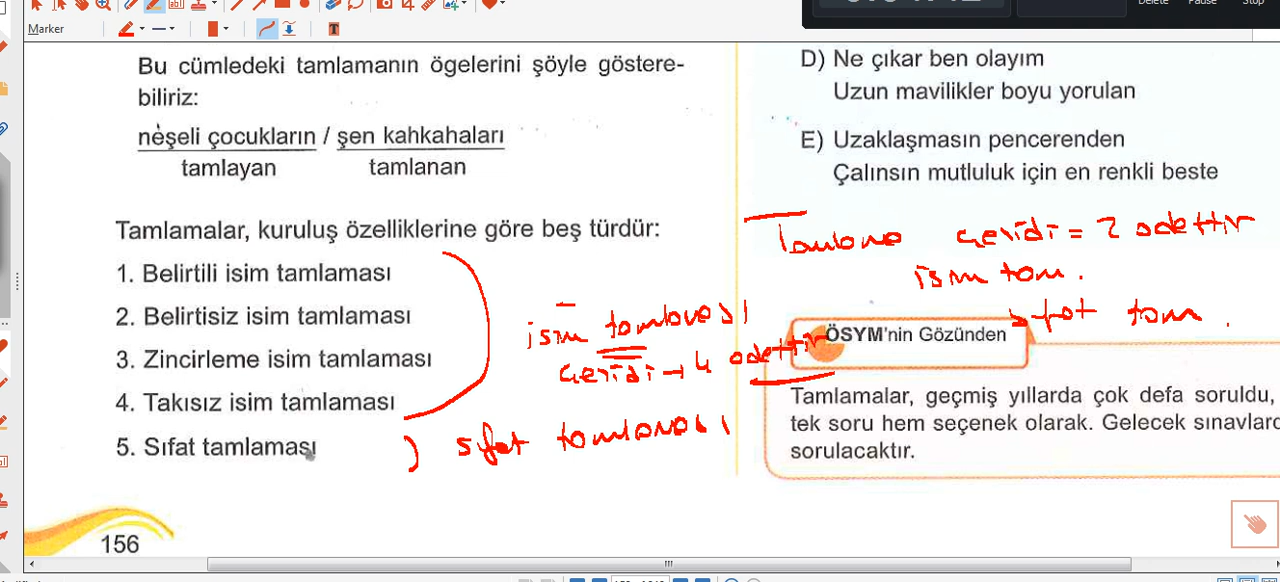 Delete Pause Stop
Marker
Bu cümledeki tamlamanın ögelerini şöyle göstere-
biliriz:
neşeli çocukların / şen kahkahaları
tamlayan tamlanan
Tamlamalar, kuruluş özelliklerine göre beş türdür:
1. Belirtili isim tamlaması
2. Belirtisiz isim tamlaması
3. Zincirleme isim tamlaması
4. Takısız isim tamlaması
5. Sıfat tamlaması
isim tamlaması
çeşidi → 4 adettir
sıfat tamlaması
156
D) Ne çıkar ben olayım
Uzun mavilikler boyu yorulan
E) Uzaklaşmasın pencerenden
Çalınsın mutluluk için en renkli beste
Tamlama çeşidi = 2 adettir
isim tam.
sıfat tam.
ÖSYM'nin Gözünden
Tamlamalar, geçmiş yıllarda çok defa soruldu,
tek soru hem seçenek olarak. Gelecek sınavlard
sorulacaktır.